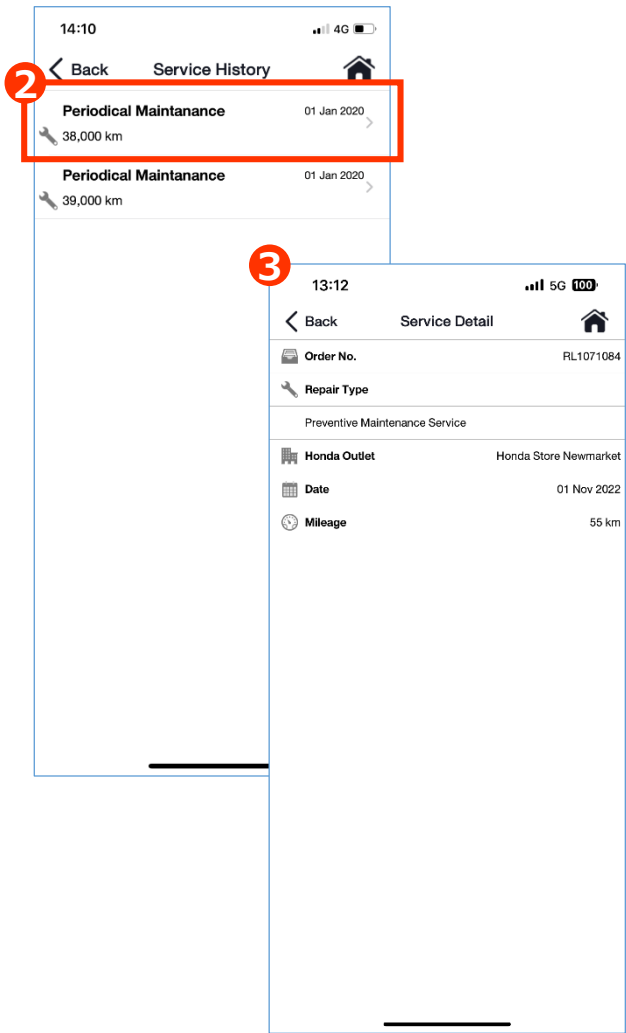 14:10 4G
2
Back Service History
Periodical Maintanance 01 Jan 2020
38,000 km
Periodical Maintanance 01 Jan 2020
39,000 km
3
13:12 5G 100
Back Service Detail
Order No. RL1071084
Repair Type
Preventive Maintenance Service
Honda Outlet Honda Store Newmarket
Date 01 Nov 2022
Mileage 55 km